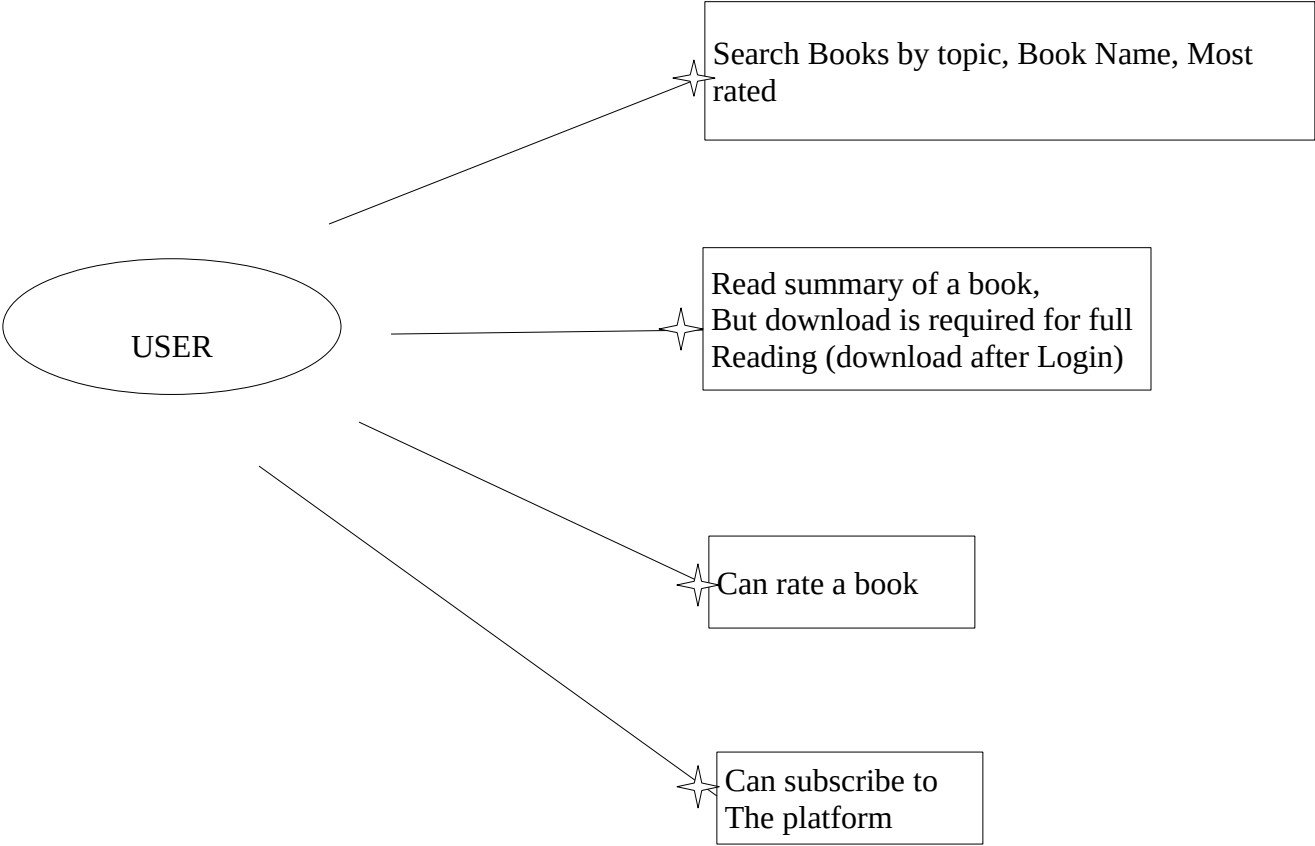 Search Books by topic, Book Name, Most
rated
Read summary of a book,
But download is required for full
Reading (download after Login)
USER
Can rate a book
Can subscribe to
The platform